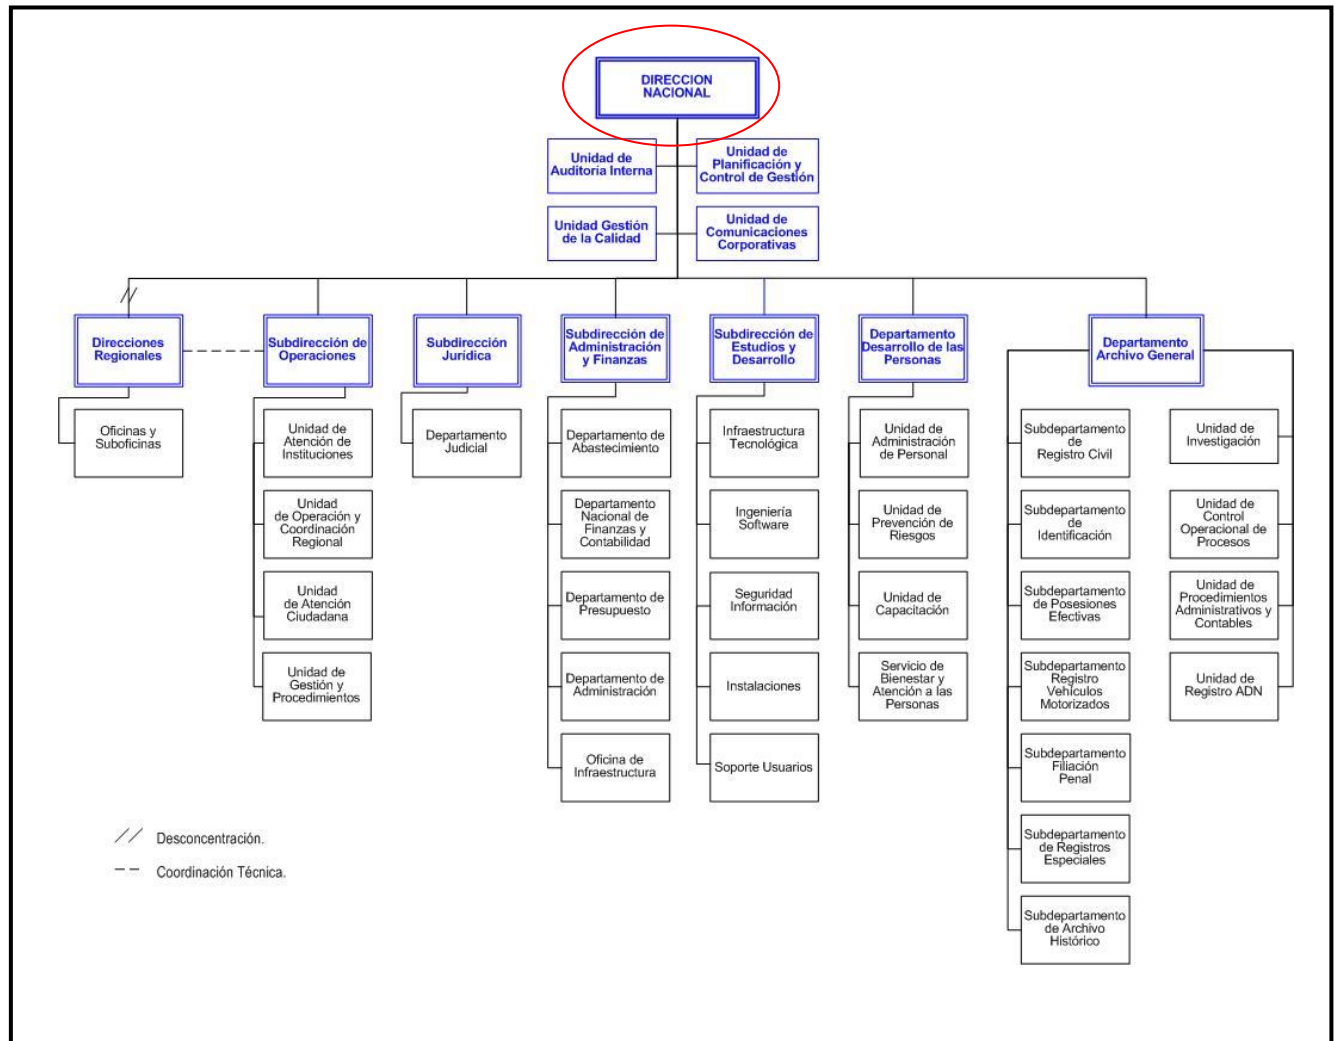 DIRECCION
NACIONAL
Unidad de
Auditoría Interna
Unidad de
Planificación y
Control de Gestión
Unidad Gestión
de la Calidad
Unidad de
Comunicaciones
Corporativas
Direcciones
Regionales
Subdirección de
Operaciones
Subdirección
Jurídica
Subdirección de
Administración
y Finanzas
Subdirección de
Estudios y
Desarrollo
Departamento
Desarrollo de las
Personas
Departamento
Archivo General
Oficinas y
Suboficinas
Unidad de
Atención de
Instituciones
Unidad
de Operación y
Coordinación
Regional
Unidad
de Atención
Ciudadana
Unidad de
Gestión y
Procedimientos
Departamento
Judicial
Departamento de
Abastecimiento
Departamento
Nacional de
Finanzas y
Contabilidad
Departamento de
Presupuesto
Departamento de
Administración
Oficina de
Infraestructura
Infraestructura
Tecnológica
Ingeniería
Software
Seguridad
Información
Instalaciones
Soporte Usuarios
Unidad de
Administración
de Personal
Unidad de
Prevención de
Riesgos
Unidad de
Capacitación
Servicio de
Bienestar y
Atención a las
Personas
Subdepartamento
de
Registro Civil
Subdepartamento
de
Identificación
Subdepartamento
de Posesiones
Efectivas
Subdepartamento
Registro
Vehículos
Motorizados
Subdepartamento
Filiación
Penal
Subdepartamento
de Registros
Especiales
Subdepartamento
de Archivo
Histórico
Unidad de
Investigación
Unidad de
Control
Operacional de
Procesos
Unidad de
Procedimientos
Administrativos y
Contables
Unidad de
Registro ADN
// Desconcentración.
-- Coordinación Técnica.